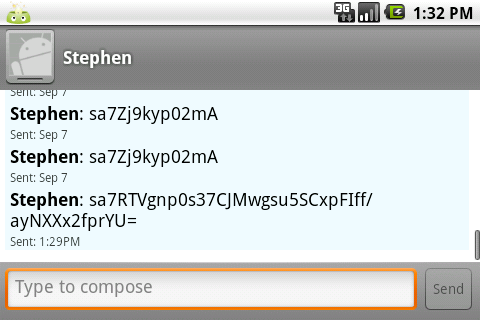 3G 1:32 PM
Stephen
Sent: Sep 7
Stephen: sa7Zj9kyp02mA
Sent: Sep 7
Stephen: sa7Zj9kyp02mA
Sent: Sep 7
Stephen: sa7RTVgnp0s37CJMwgsu5SCxpFIff/
ayNXXx2fprYU=
Sent: 1:29PM
Type to compose
Send